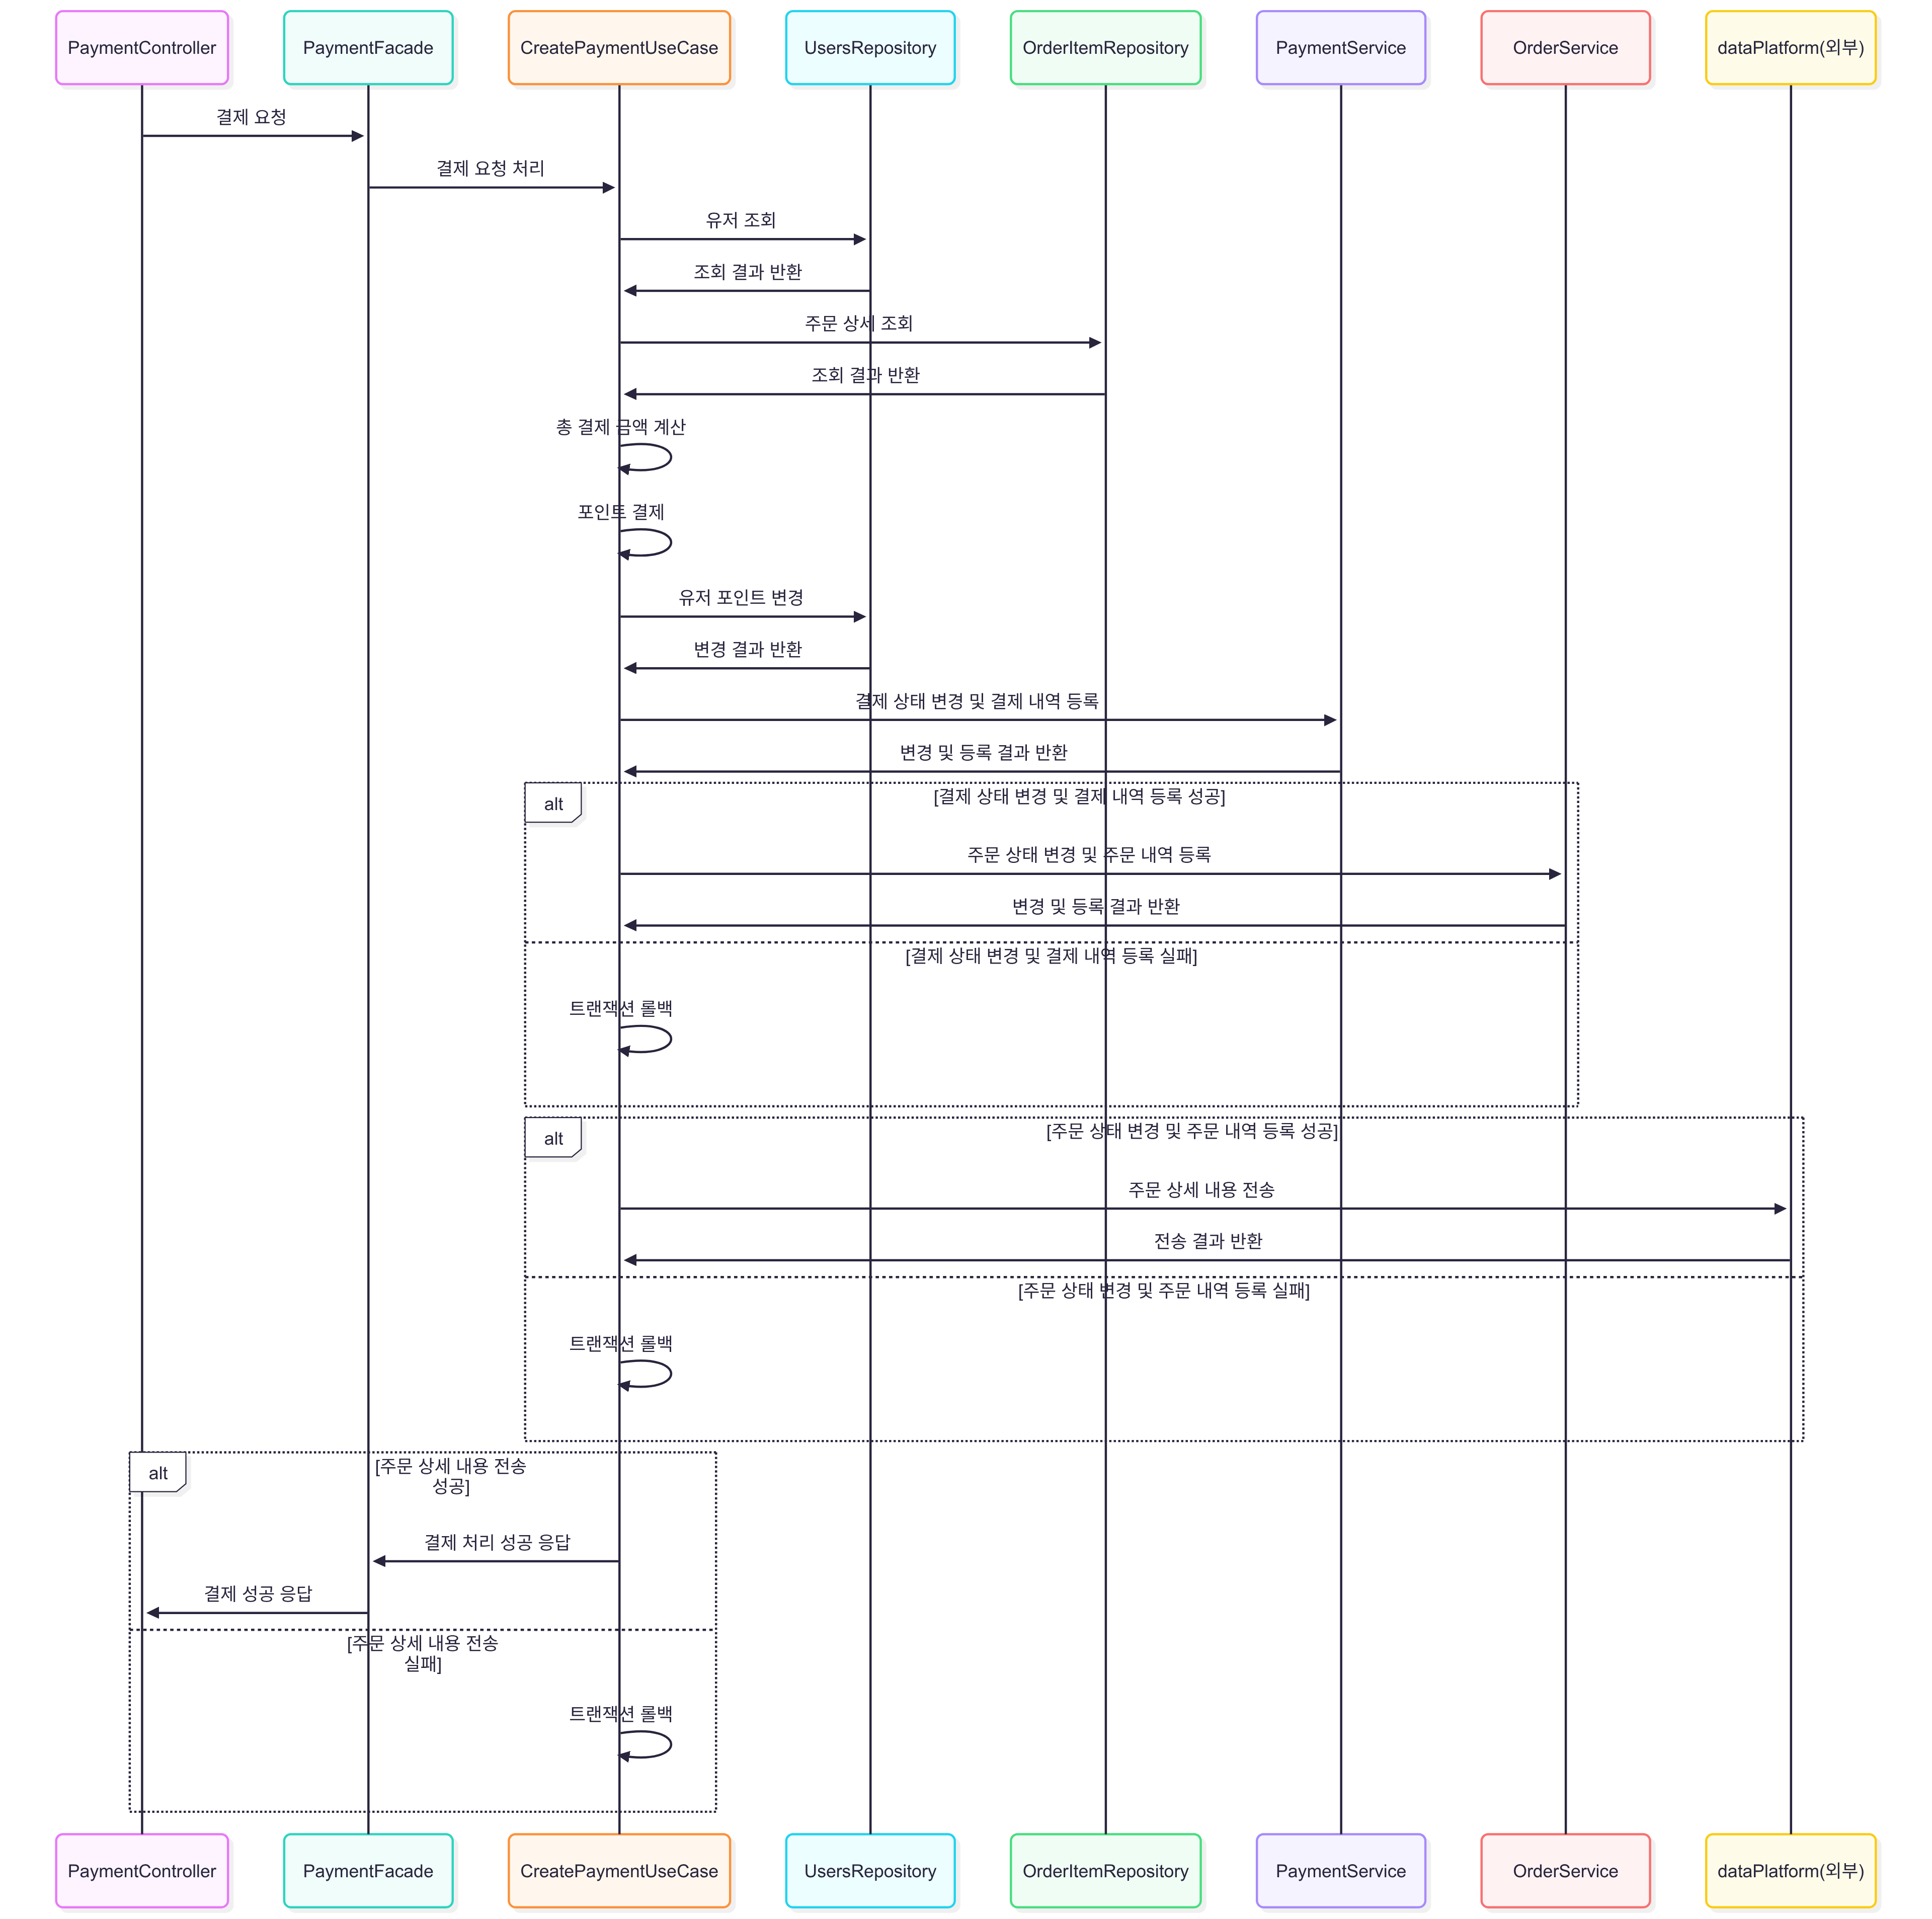 PaymentController
PaymentFacade
CreatePaymentUseCase
UsersRepository
OrderItemRepository
PaymentService
OrderService
dataPlatform(외부)
결제 요청
결제 요청 처리
유저 조회
조회 결과 반환
주문 상세 조회
조회 결과 반환
총 결제 금액 계산
포인트 결제
유저 포인트 변경
변경 결과 반환
결제 상태 변경 및 결제 내역 등록
변경 및 등록 결과 반환
alt
[결제 상태 변경 및 결제 내역 등록 성공]
주문 상태 변경 및 주문 내역 등록
변경 및 등록 결과 반환
[결제 상태 변경 및 결제 내역 등록 실패]
트랜잭션 롤백
alt
[주문 상태 변경 및 주문 내역 등록 성공]
주문 상세 내용 전송
전송 결과 반환
[주문 상태 변경 및 주문 내역 등록 실패]
트랜잭션 롤백
alt
[주문 상세 내용 전송
성공]
결제 처리 성공 응답
결제 성공 응답
[주문 상세 내용 전송
실패]
트랜잭션 롤백
PaymentController
PaymentFacade
CreatePaymentUseCase
UsersRepository
OrderItemRepository
PaymentService
OrderService
dataPlatform(외부)